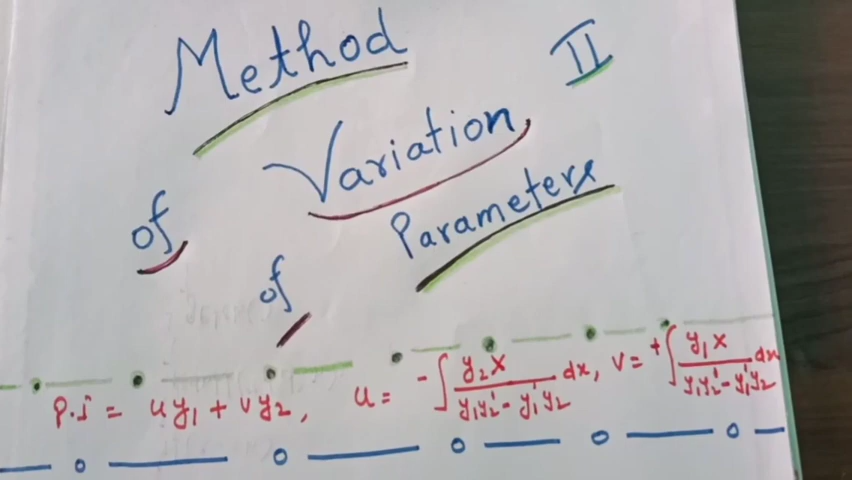 Method II
of Variation
of Parameters
P.I = uy₁ + vy₂, u = -∫ y₂x / (y₁y₂' - y₁'y₂) dx, v = +∫ y₁x / (y₁y₂' - y₁'y₂) dx